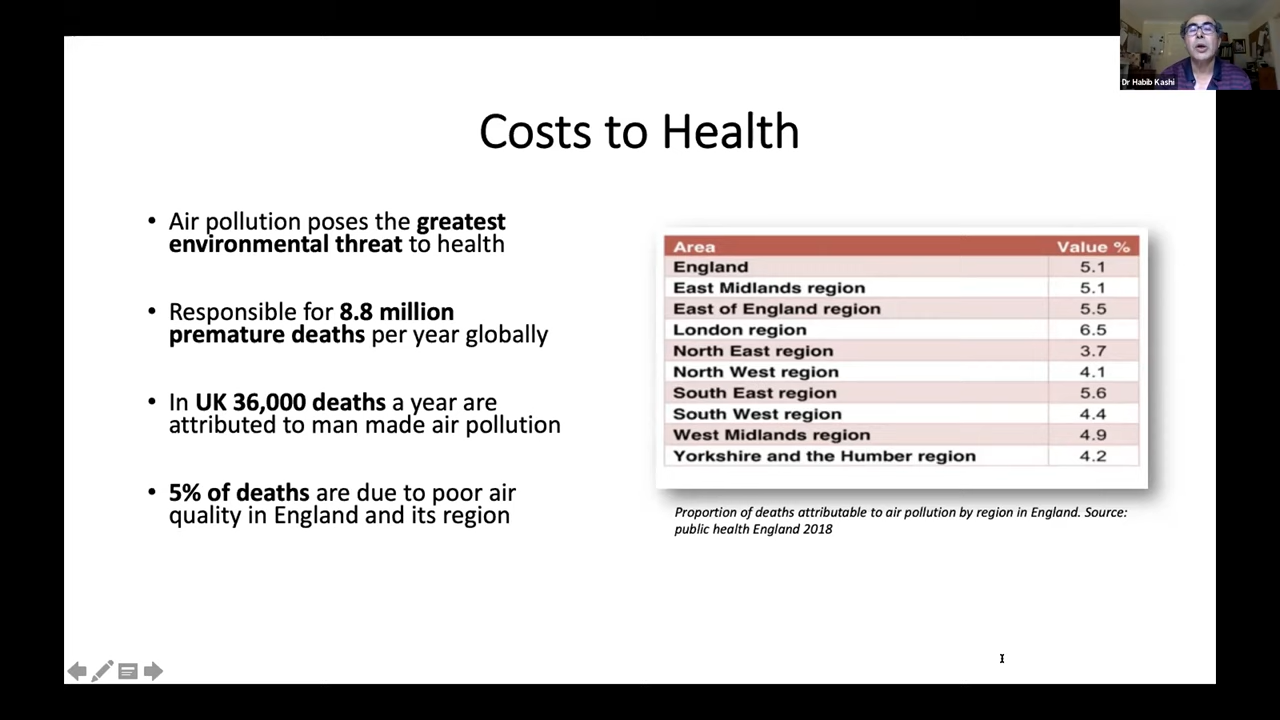 Dr Habib Kashi
Costs to Health
• Air pollution poses the greatest
environmental threat to health
• Responsible for 8.8 million
premature deaths per year globally
• In UK 36,000 deaths a year are
attributed to man made air pollution
• 5% of deaths are due to poor air
quality in England and its region
Area Value %
England 5.1
East Midlands region 5.1
East of England region 5.5
London region 6.5
North East region 3.7
North West region 4.1
South East region 5.6
South West region 4.4
West Midlands region 4.9
Yorkshire and the Humber region 4.2
Proportion of deaths attributable to air pollution by region in England. Source:
public health England 2018